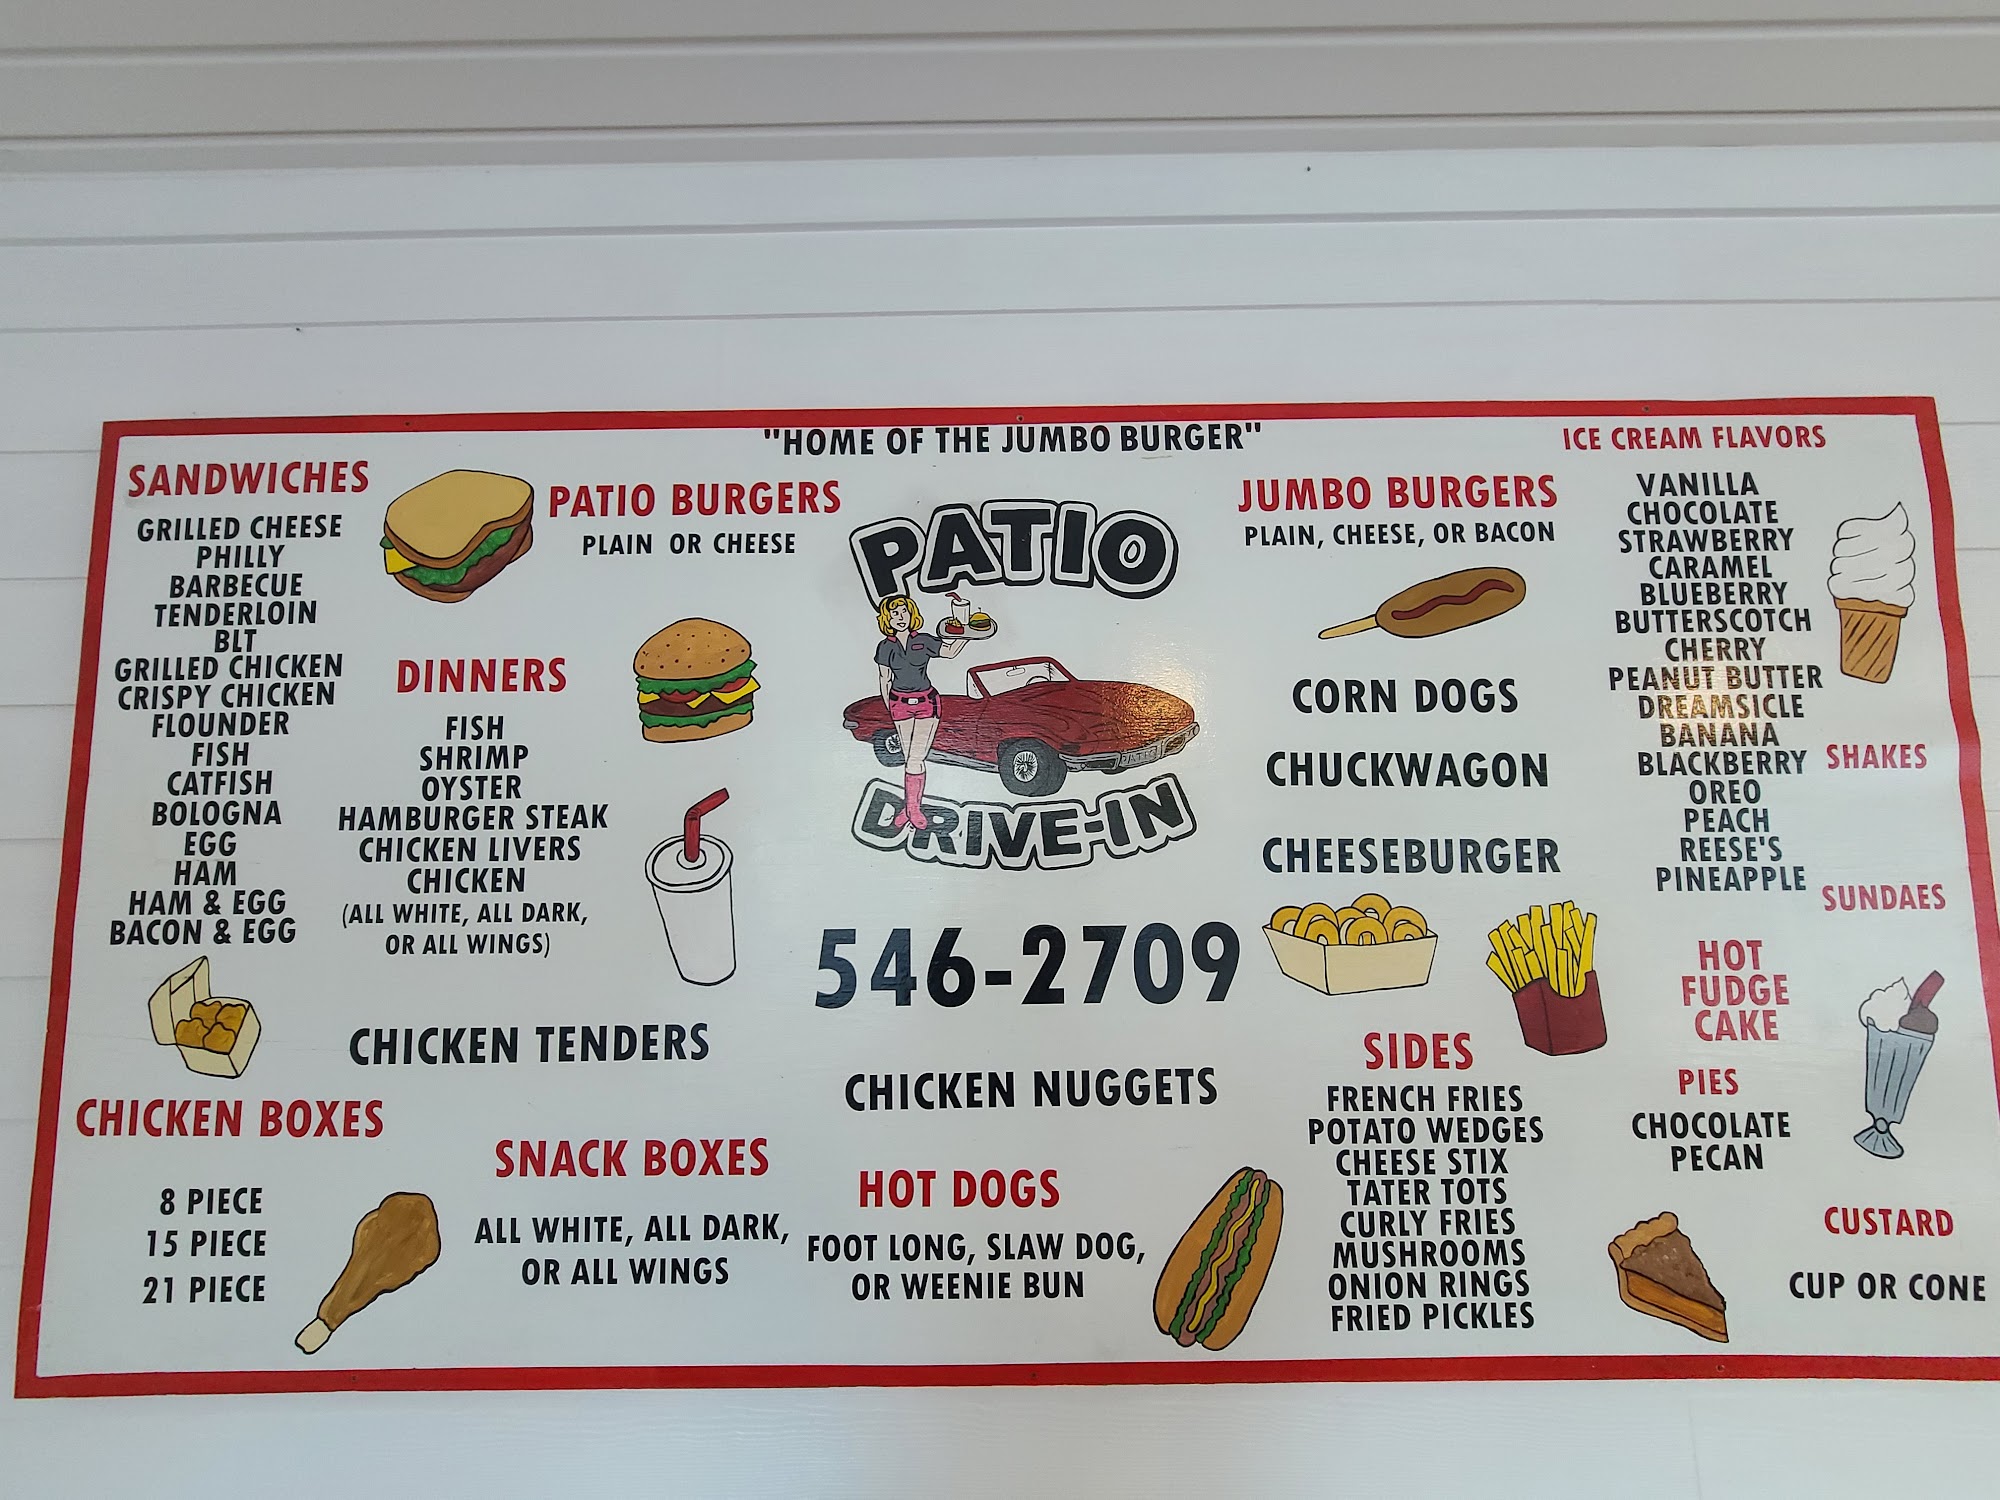 "HOME OF THE JUMBO BURGER"
SANDWICHES
GRILLED CHEESE
PHILLY
BARBECUE
TENDERLOIN
BLT
GRILLED CHICKEN
CRISPY CHICKEN
FLOUNDER
FISH
CATFISH
BOLOGNA
EGG
HAM
HAM & EGG
BACON & EGG
PATIO BURGERS
PLAIN OR CHEESE
DINNERS
FISH
SHRIMP
OYSTER
HAMBURGER STEAK
CHICKEN LIVERS
CHICKEN
(ALL WHITE, ALL DARK,
OR ALL WINGS)
CHICKEN TENDERS
CHICKEN BOXES
8 PIECE
15 PIECE
21 PIECE
SNACK BOXES
ALL WHITE, ALL DARK,
OR ALL WINGS
PATIO
PATIO
DRIVE-IN
546-2709
CHICKEN NUGGETS
HOT DOGS
FOOT LONG, SLAW DOG,
OR WEENIE BUN
JUMBO BURGERS
PLAIN, CHEESE, OR BACON
CORN DOGS
CHUCKWAGON
CHEESEBURGER
SIDES
FRENCH FRIES
POTATO WEDGES
CHEESE STIX
TATER TOTS
CURLY FRIES
MUSHROOMS
ONION RINGS
FRIED PICKLES
ICE CREAM FLAVORS
VANILLA
CHOCOLATE
STRAWBERRY
CARAMEL
BLUEBERRY
BUTTERSCOTCH
CHERRY
PEANUT BUTTER
DREAMSICLE
BANANA
BLACKBERRY
OREO
PEACH
REESE'S
PINEAPPLE
SHAKES
SUNDAES
HOT
FUDGE
CAKE
PIES
CHOCOLATE
PECAN
CUSTARD
CUP OR CONE